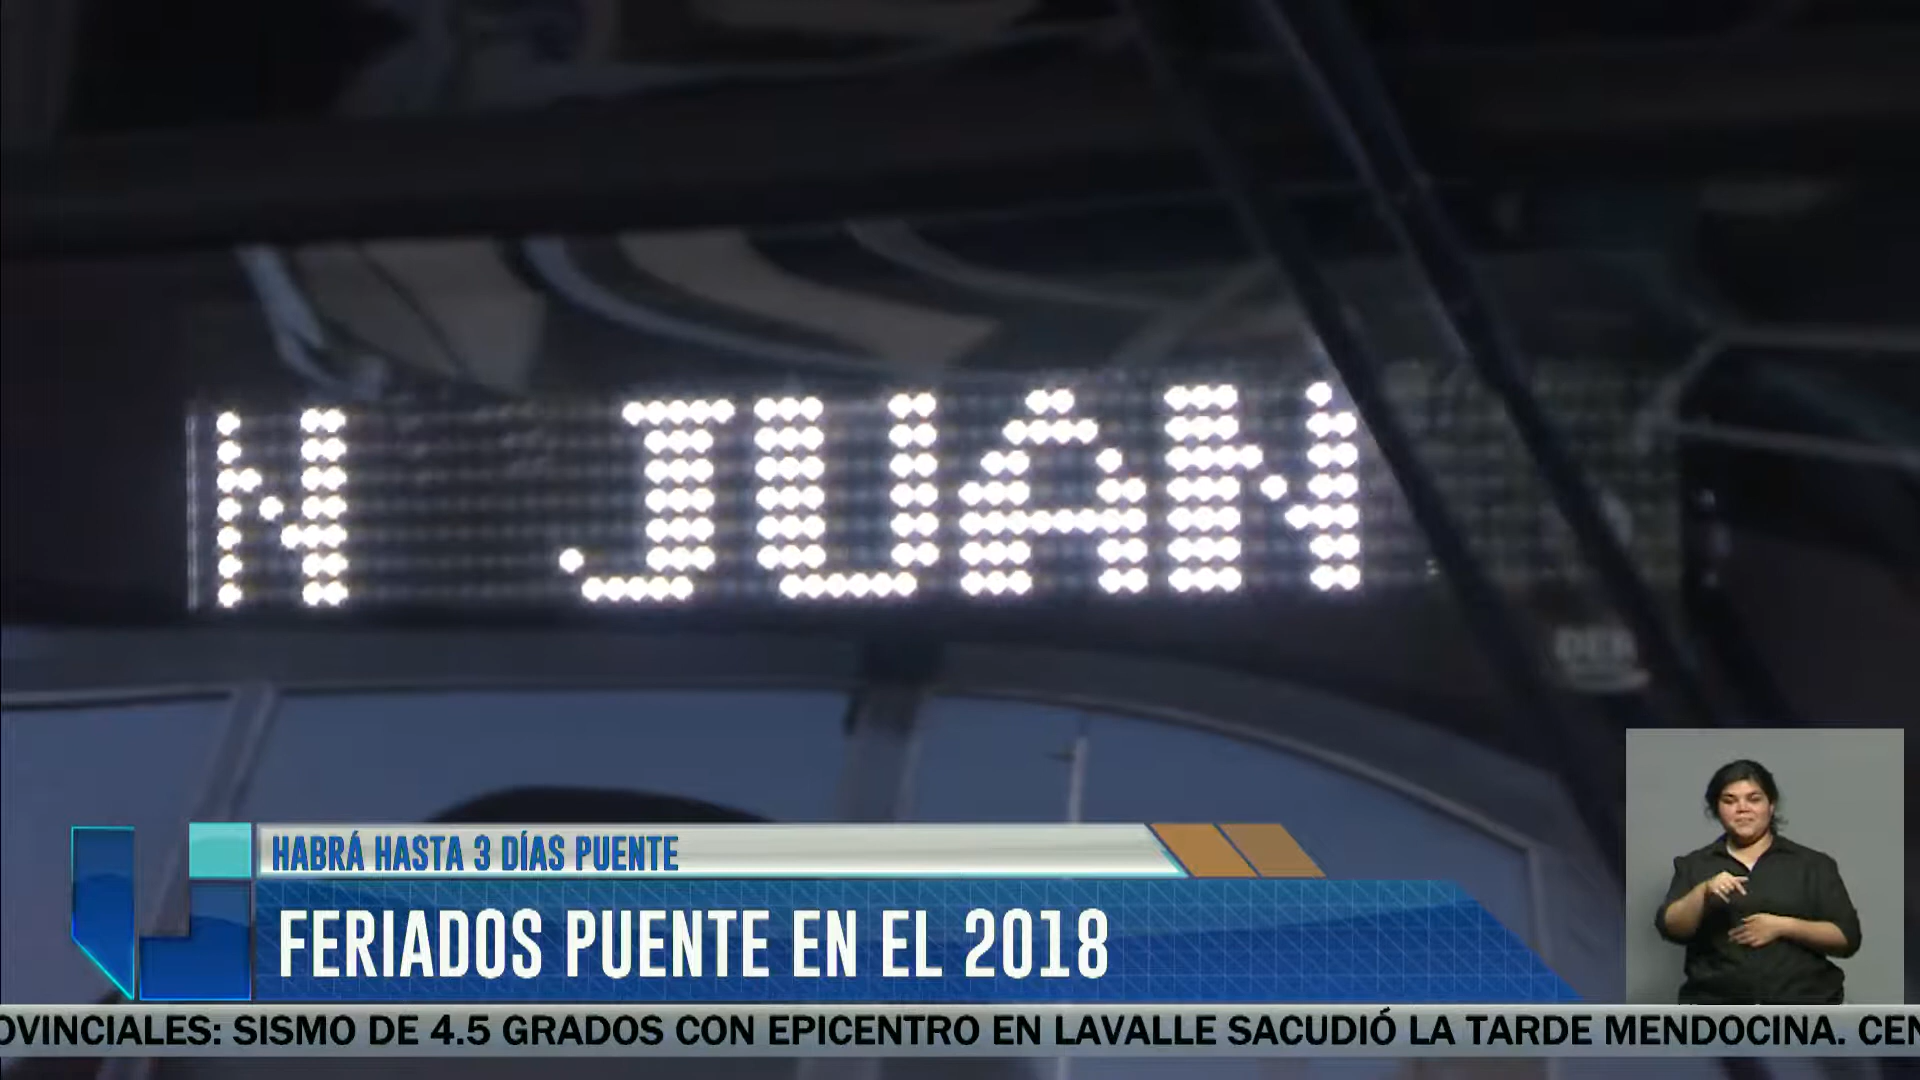 N JUAN
HABRÁ HASTA 3 DÍAS PUENTE
FERIADOS PUENTE EN EL 2018
OVINCIALES: SISMO DE 4.5 GRADOS CON EPICENTRO EN LAVALLE SACUDIÓ LA TARDE MENDOCINA. CEN